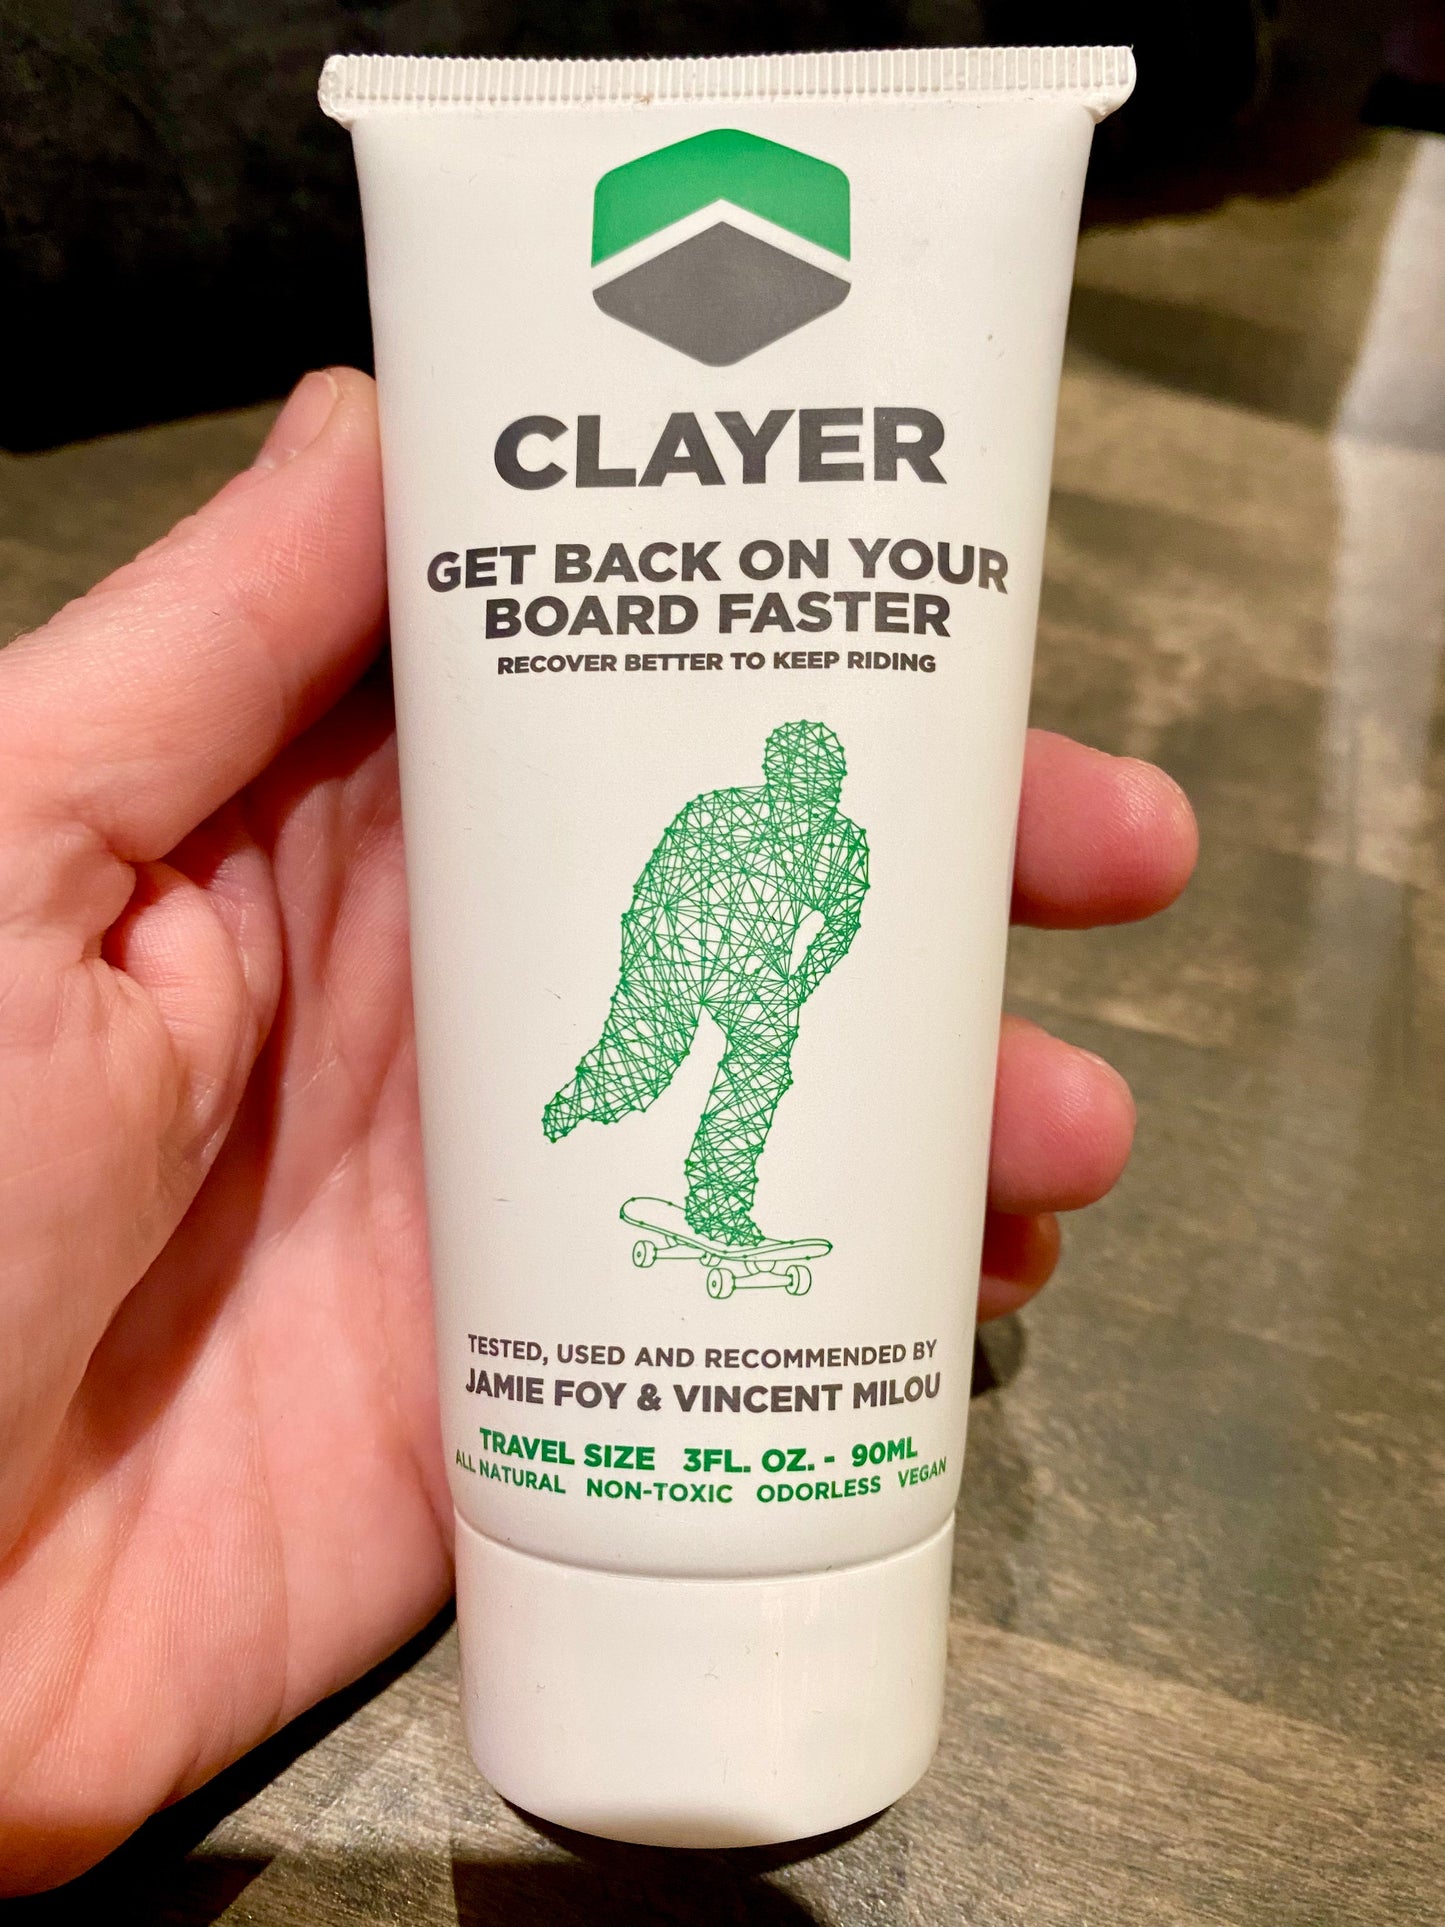 CLAYER
GET BACK ON YOUR
BOARD FASTER
RECOVER BETTER TO KEEP RIDING
TESTED, USED AND RECOMMENDED BY
JAMIE FOY & VINCENT MILOU
TRAVEL SIZE 3FL. OZ. - 90ML
ALL NATURAL NON-TOXIC ODORLESS VEGAN